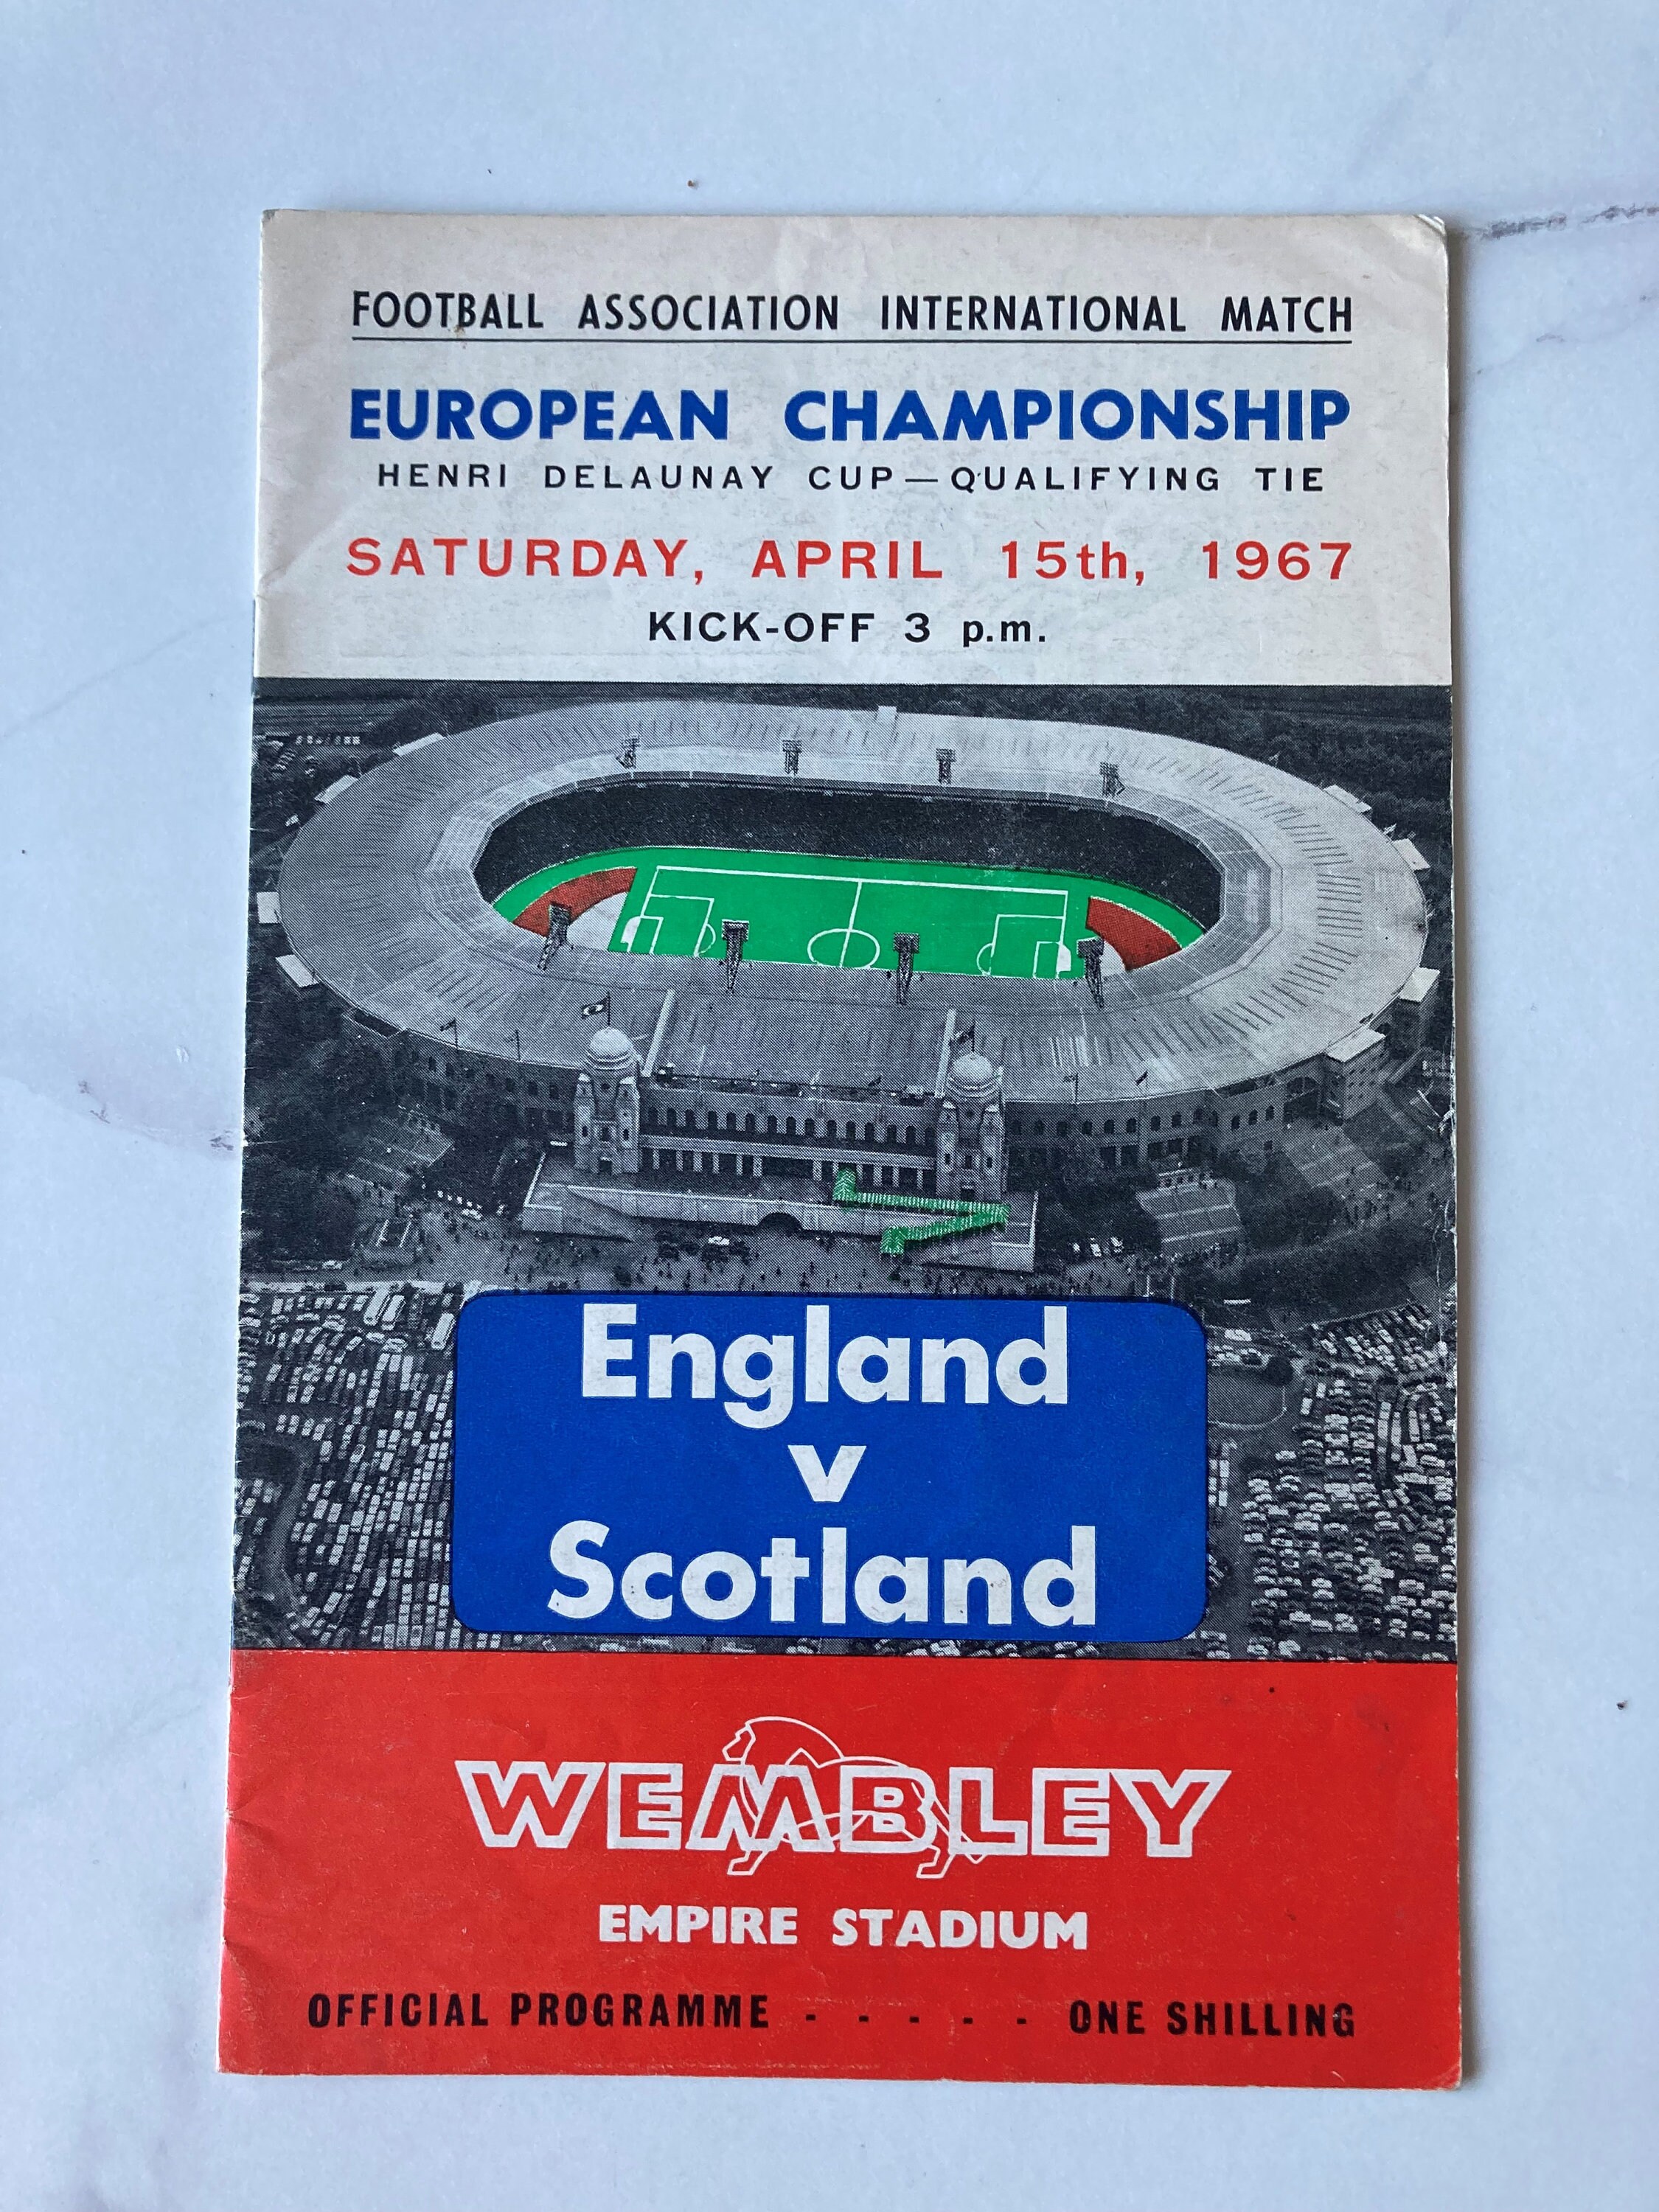 FOOTBALL ASSOCIATION INTERNATIONAL MATCH
EUROPEAN CHAMPIONSHIP
HENRI DELAUNAY CUP—QUALIFYING TIE
SATURDAY, APRIL 15th, 1967
KICK-OFF 3 p.m.
England
v
Scotland
WEMBLEY
EMPIRE STADIUM
OFFICIAL PROGRAMME - - - - - ONE SHILLING